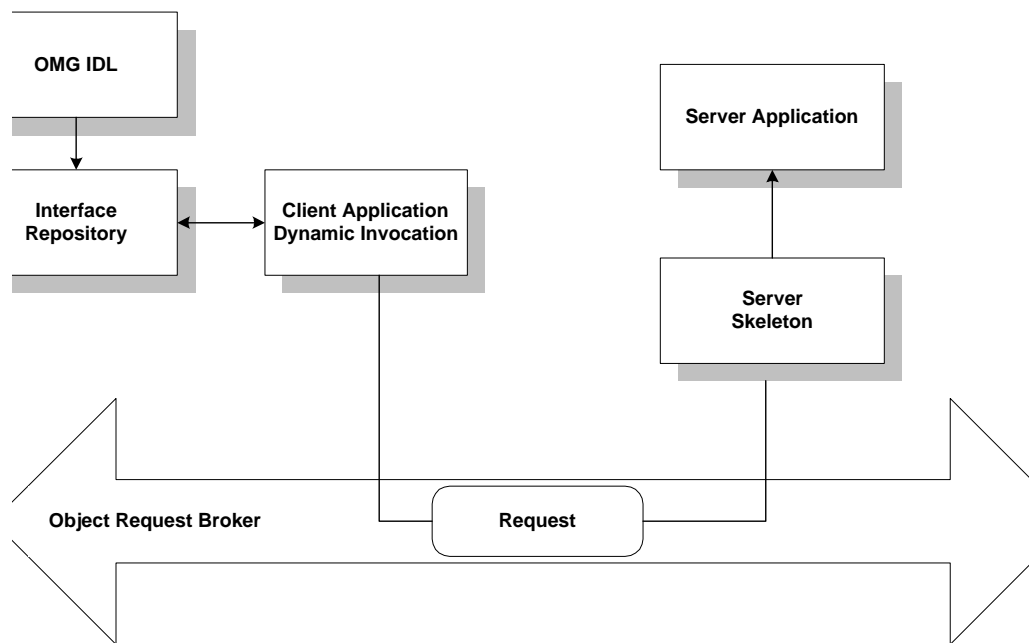 OMG IDL
Server Application
Interface
Repository
Client Application
Dynamic Invocation
Server
Skeleton
Object Request Broker
Request